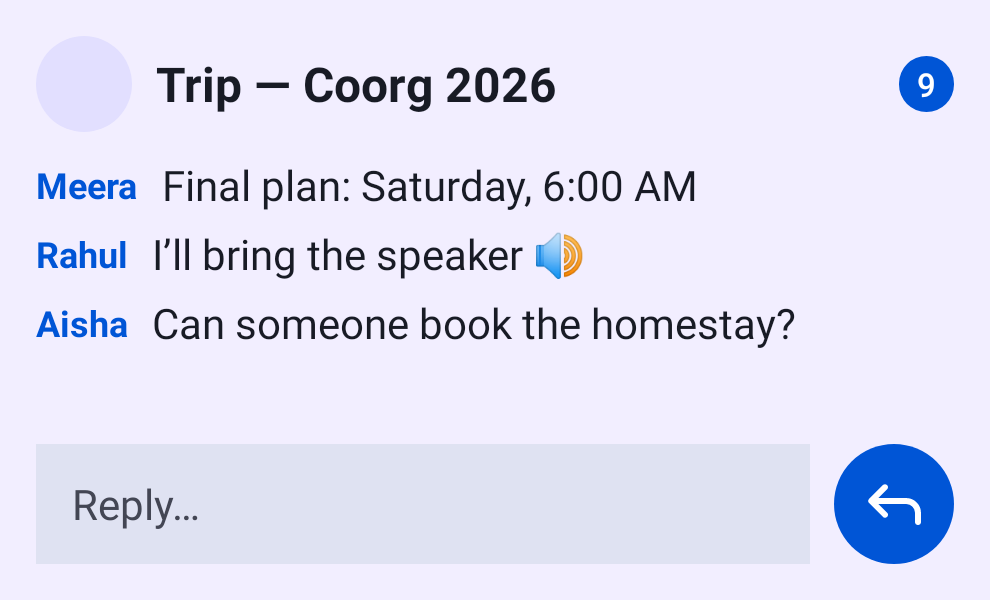 Trip — Coorg 2026
9
Meera Final plan: Saturday, 6:00 AM
Rahul I’ll bring the speaker 🔊
Aisha Can someone book the homestay?
Reply…